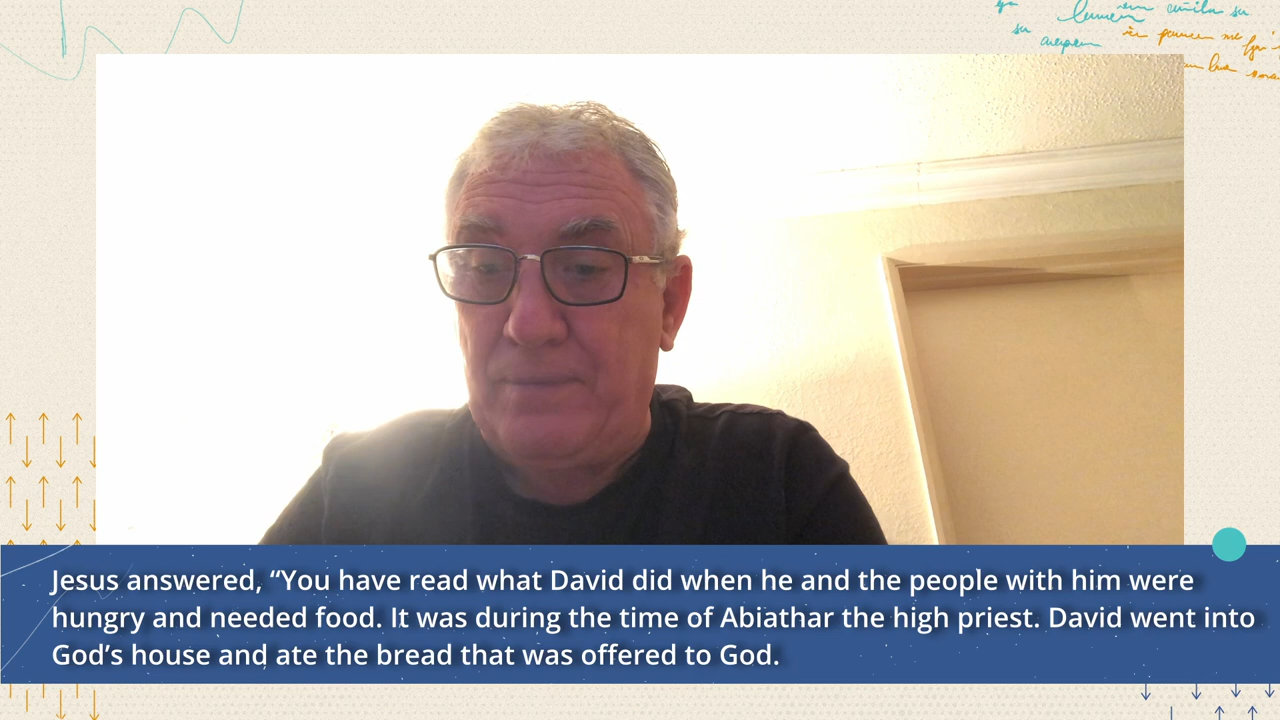 Jesus answered, “You have read what David did when he and the people with him were
hungry and needed food. It was during the time of Abiathar the high priest. David went into
God’s house and ate the bread that was offered to God.